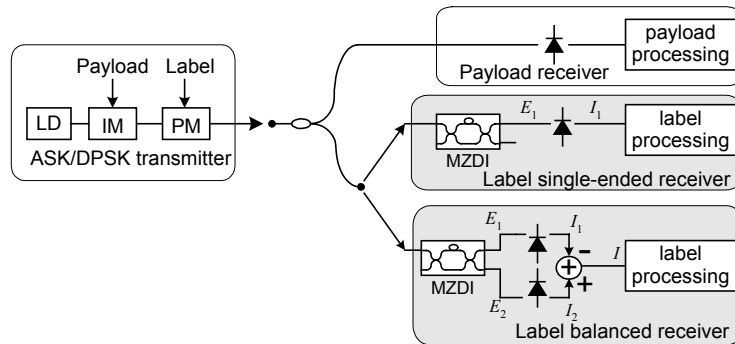 Payload Label
LD
IM
PM
ASK/DPSK transmitter
payload
processing
Payload receiver
E1
I1
MZDI
label
processing
Label single-ended receiver
E1
I1
−
+
+
I
MZDI
E2
I2
label
processing
Label balanced receiver